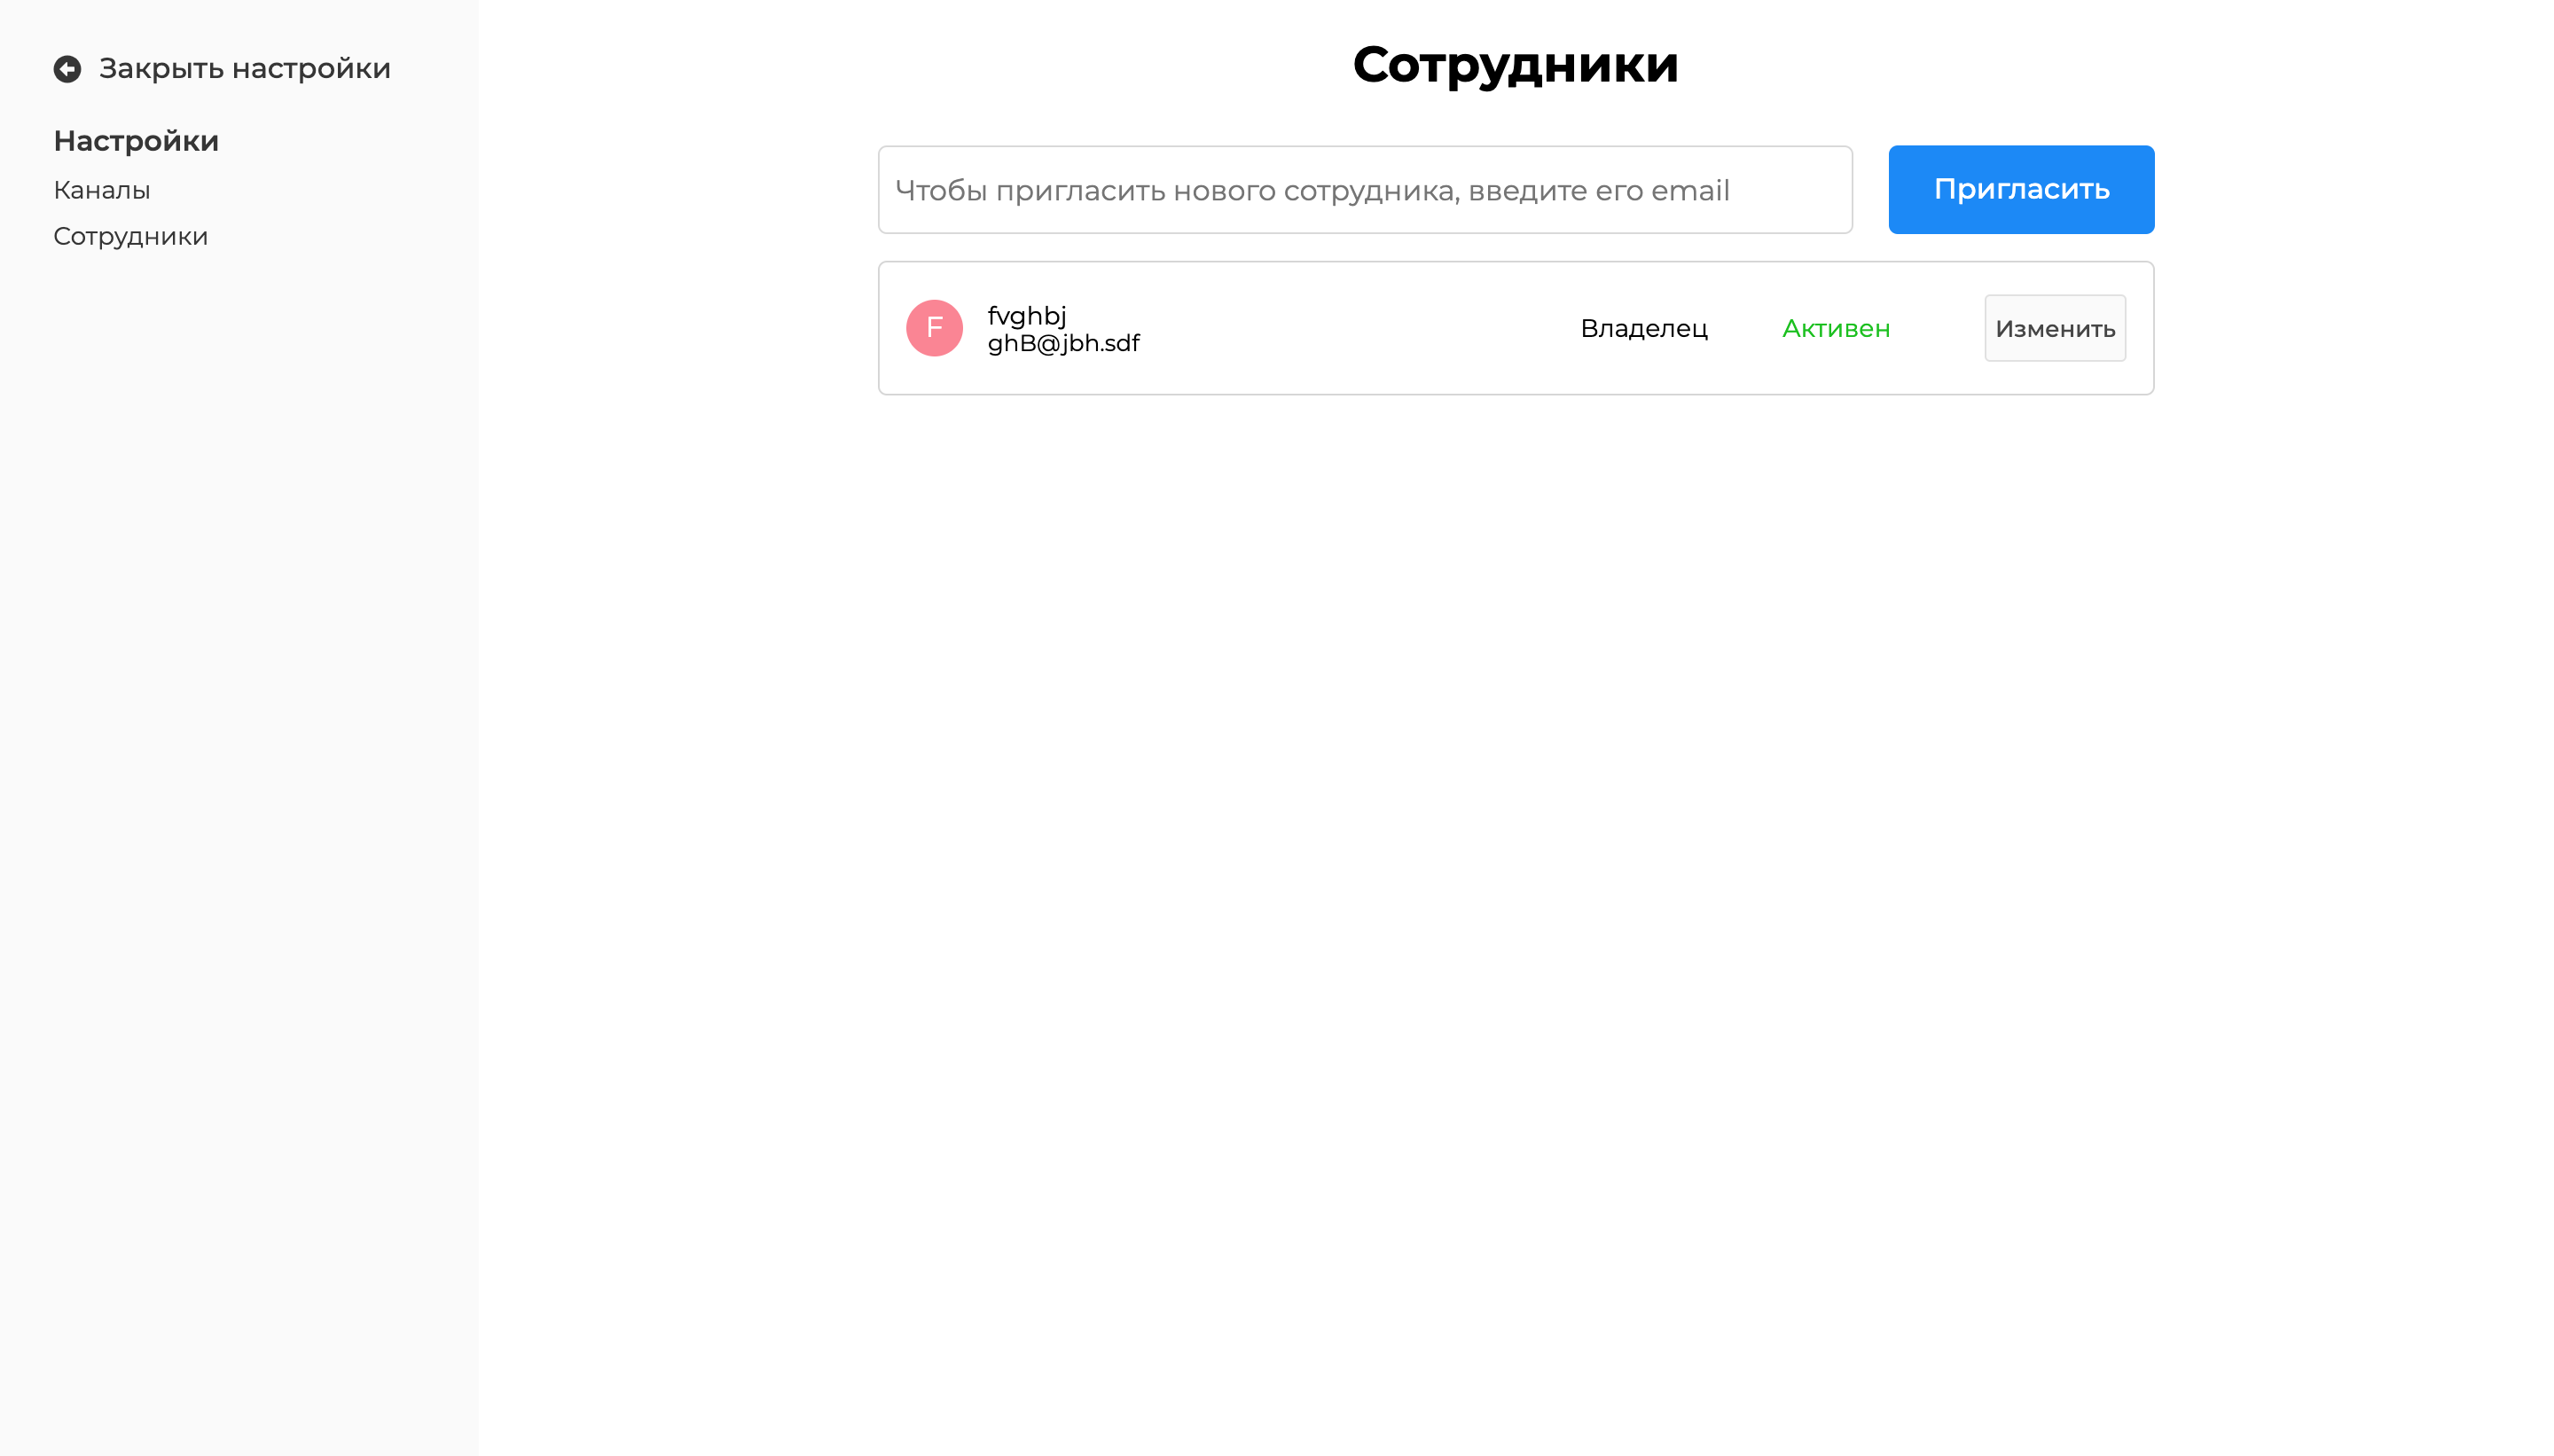 Закрыть настройки
Настройки
Каналы
Сотрудники
Сотрудники
Чтобы пригласить нового сотрудника, введите его email
Пригласить
F
fvghbj
ghB@jbh.sdf
Владелец
Активен
Изменить